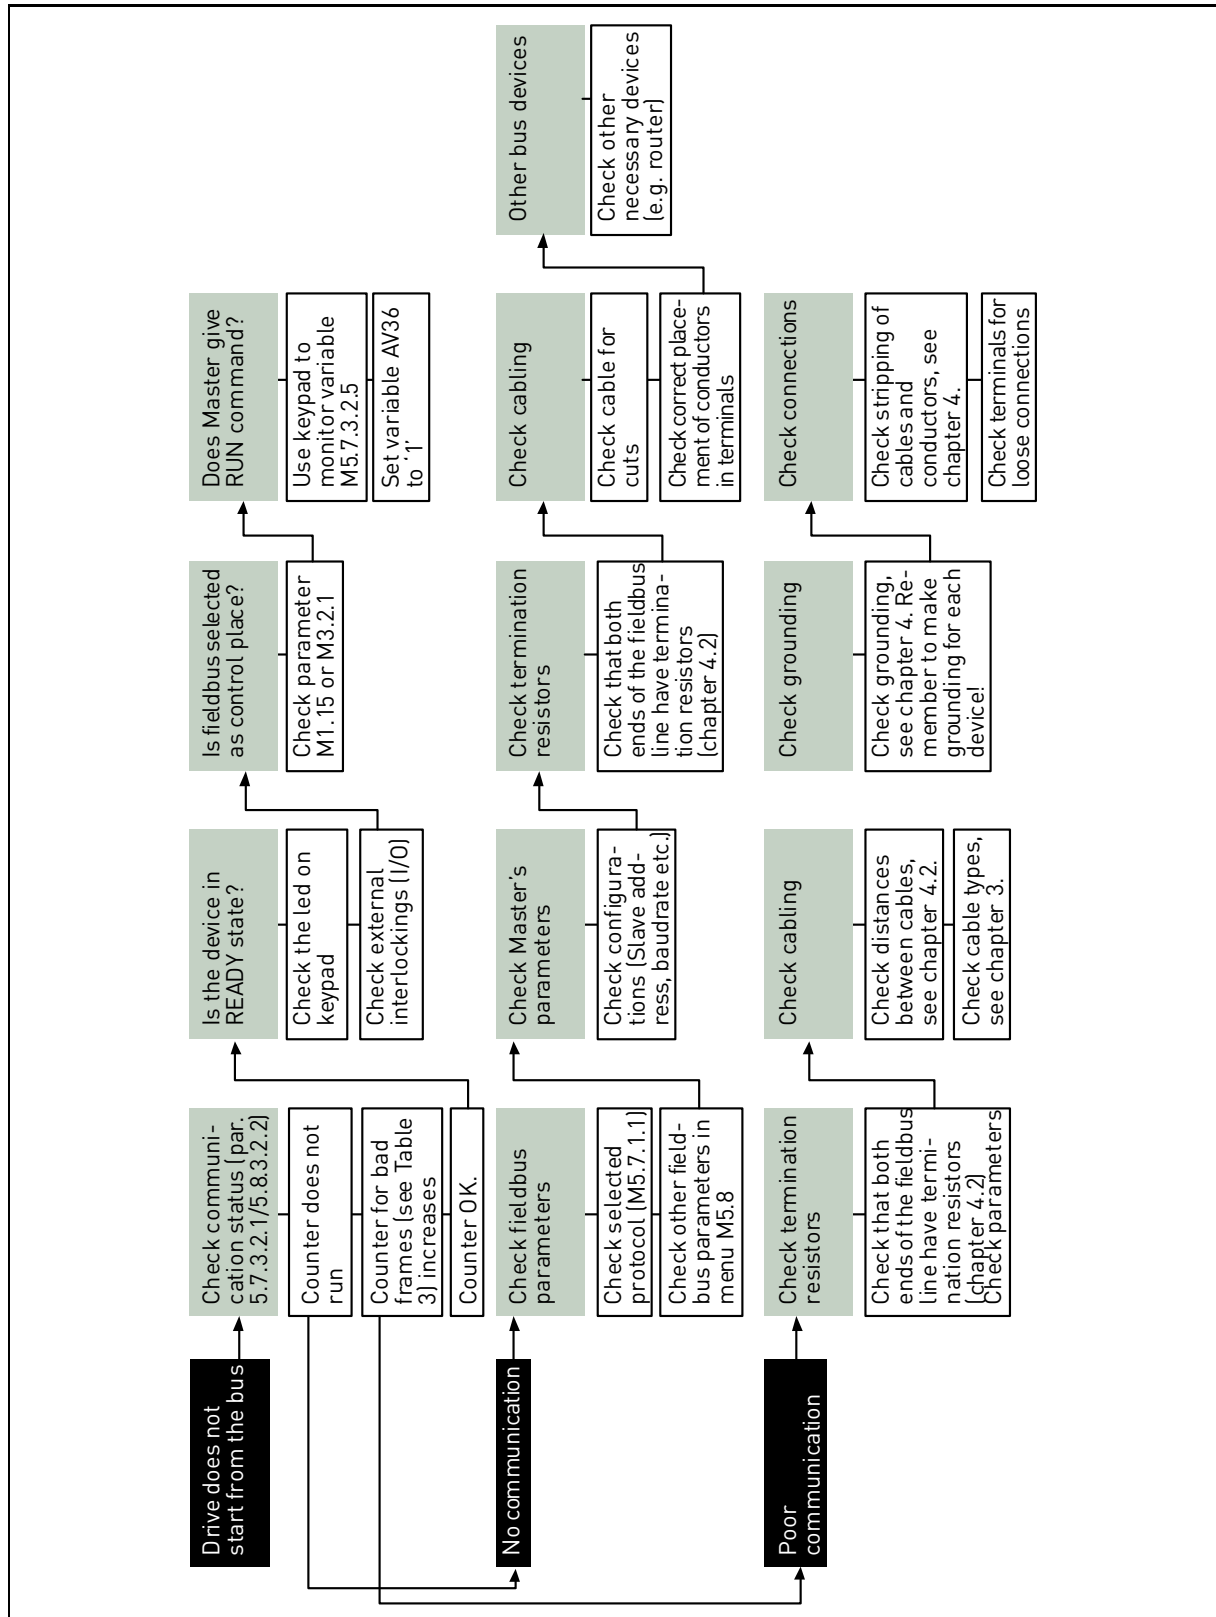 Drive does not
start from the bus
Check communi-
cation status (par.
5.7.3.2.1/5.8.3.2.2)
Counter does not
run
Counter for bad
frames (see Table
3) increases
Counter OK.
Is the device in
READY state?
Check the led on
keypad
Check external
interlockings (I/O)
Is fieldbus selected
as control place?
Check parameter
M1.15 or M3.2.1
Does Master give
RUN command?
Use keypad to
monitor variable
M5.7.3.2.5
Set variable AV36
to ‘1’
No communication
Check fieldbus
parameters
Check selected
protocol (M5.7.1.1)
Check other field-
bus parameters in
menu M5.8
Check Master's
parameters
Check configura-
tions (Slave add-
ress, baudrate etc.)
Check termination
resistors
Check that both
ends of the fieldbus
line have termina-
tion resistors
(chapter 4.2)
Check cabling
Check cable for
cuts
Check correct place-
ment of conductors
in terminals
Other bus devices
Check other
necessary devices
(e.g. router)
Poor
communication
Check termination
resistors
Check that both
ends of the fieldbus
line have termi-
nation resistors
(chapter 4.2)
Check parameters
Check cabling
Check distances
between cables,
see chapter 4.2.
Check cable types,
see chapter 3.
Check grounding
Check grounding,
see chapter 4. Re-
member to make
grounding for each
device!
Check connections
Check stripping of
cables and
conductors, see
chapter 4.
Check terminals for
loose connections